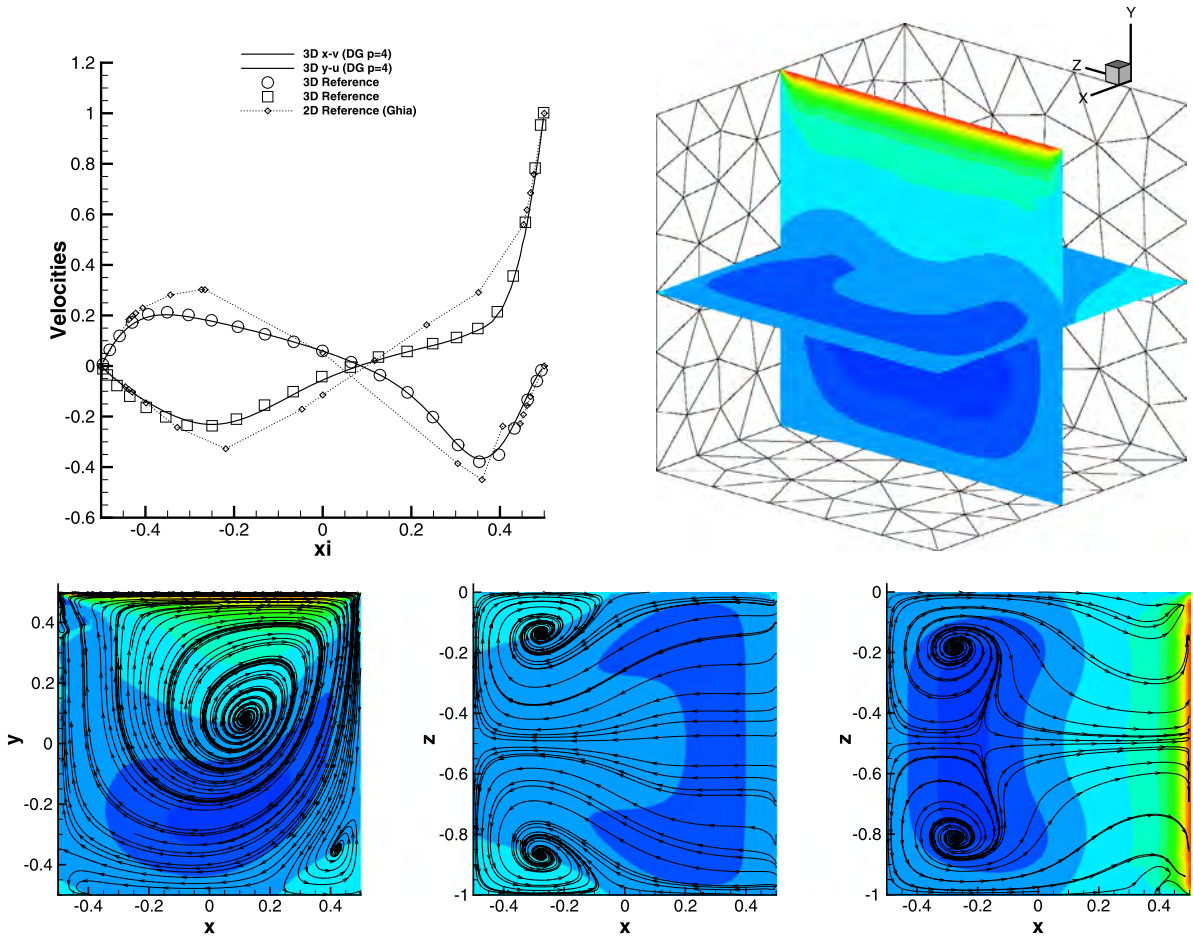 3D x-v (DG p=4)
3D y-u (DG p=4)
3D Reference
3D Reference
2D Reference (Ghia)
Velocities
1.2
1
0.8
0.6
0.4
0.2
0
-0.2
-0.4
-0.6
-0.4 -0.2 0 0.2 0.4
xi
Y
Z
X
y
0.4
0.2
0
-0.2
-0.4
-0.4 -0.2 0 0.2 0.4
x
z
0
-0.2
-0.4
-0.6
-0.8
-1
-0.4 -0.2 0 0.2 0.4
x
z
0
-0.2
-0.4
-0.6
-0.8
-1
-0.4 -0.2 0 0.2 0.4
x